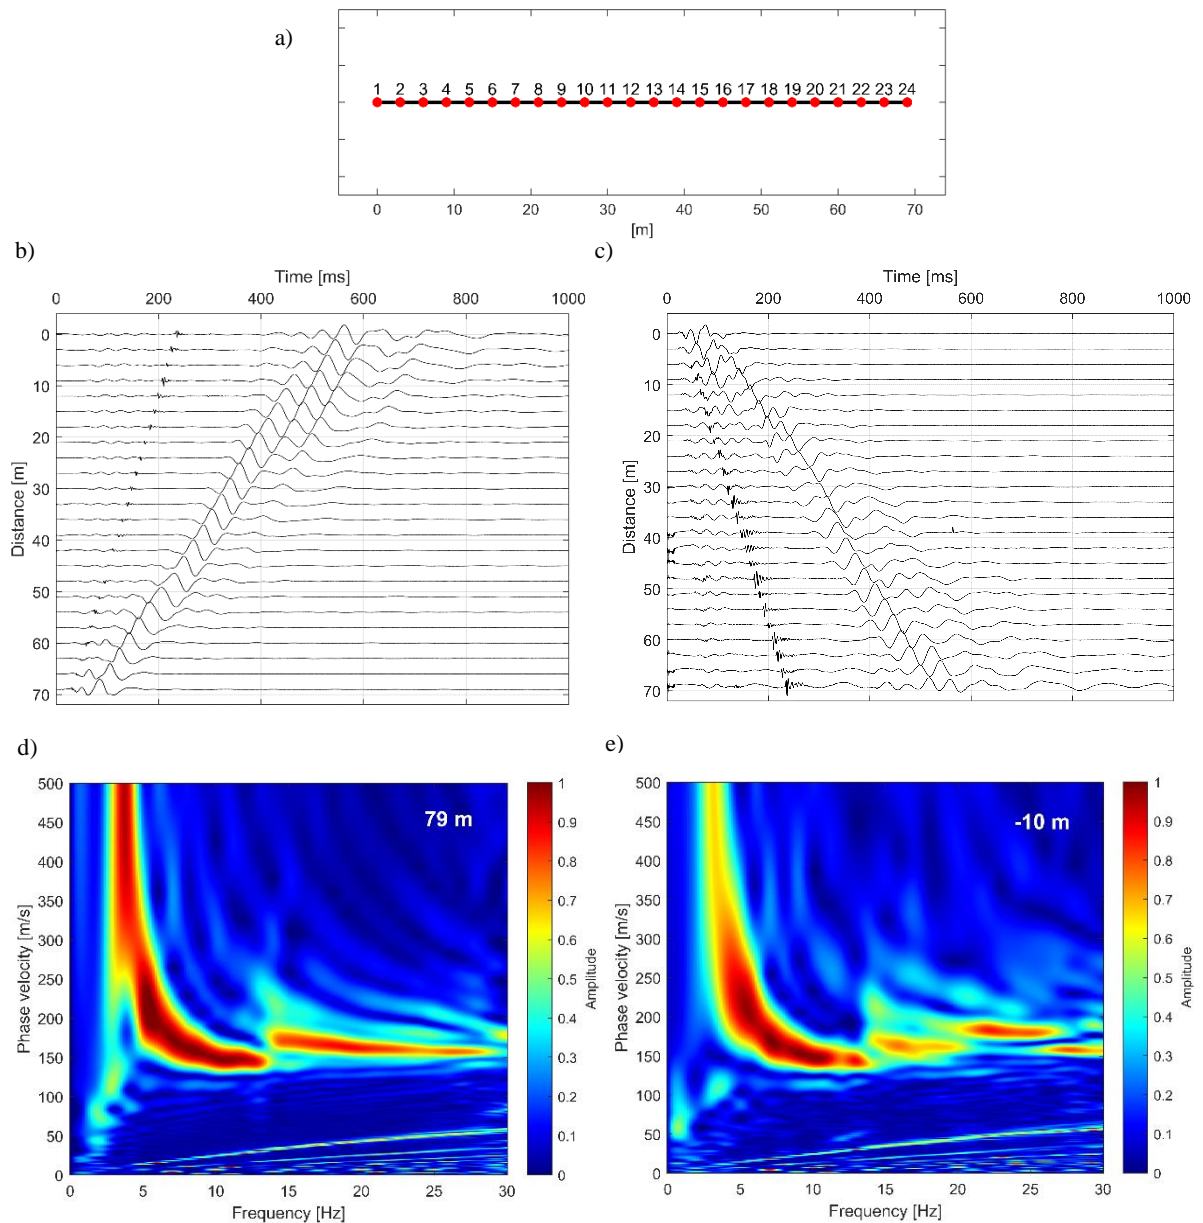 a)
1 2 3 4 5 6 7 8 9 10 11 12 13 14 15 16 17 18 19 20 21 22 23 24
0 10 20 30 40 50 60 70
[m]
b)
Time [ms]
0 200 400 600 800 1000
Distance [m]
0
10
20
30
40
50
60
70
c)
Time [ms]
0 200 400 600 800 1000
Distance [m]
0
10
20
30
40
50
60
70
d)
79 m
Phase velocity [m/s]
500
450
400
350
300
250
200
150
100
50
0
0 5 10 15 20 25 30
Frequency [Hz]
1
0.9
0.8
0.7
0.6
0.5
0.4
0.3
0.2
0.1
0
Amplitude
e)
-10 m
Phase velocity [m/s]
500
450
400
350
300
250
200
150
100
50
0
0 5 10 15 20 25 30
Frequency [Hz]
1
0.9
0.8
0.7
0.6
0.5
0.4
0.3
0.2
0.1
0
Amplitude